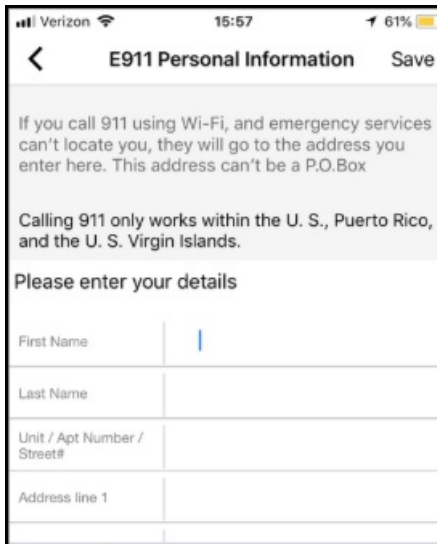 Verizon 15:57 61%
E911 Personal Information Save
If you call 911 using Wi-Fi, and emergency services
can't locate you, they will go to the address you
enter here. This address can't be a P.O.Box
Calling 911 only works within the U. S., Puerto Rico,
and the U. S. Virgin Islands.
Please enter your details
First Name
Last Name
Unit / Apt Number /
Street#
Address line 1